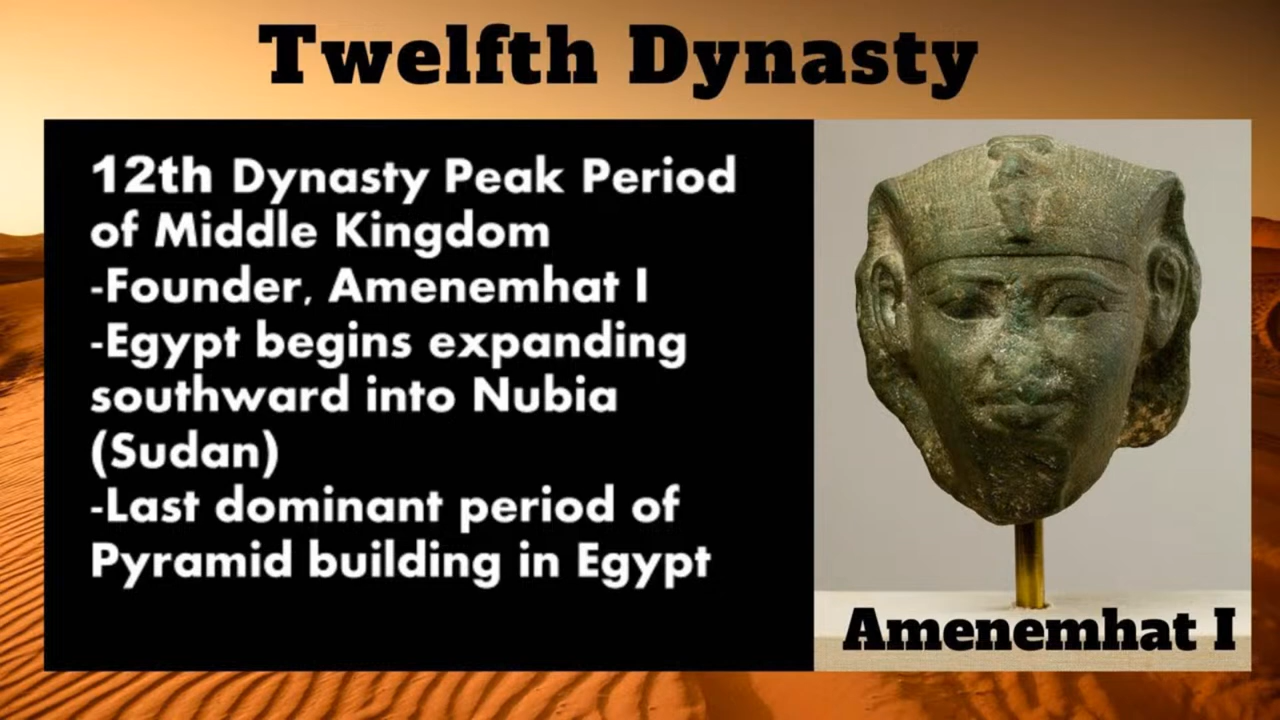 Twelfth Dynasty
12th Dynasty Peak Period
of Middle Kingdom
-Founder, Amenemhat I
-Egypt begins expanding
southward into Nubia
(Sudan)
-Last dominant period of
Pyramid building in Egypt
Amenemhat I